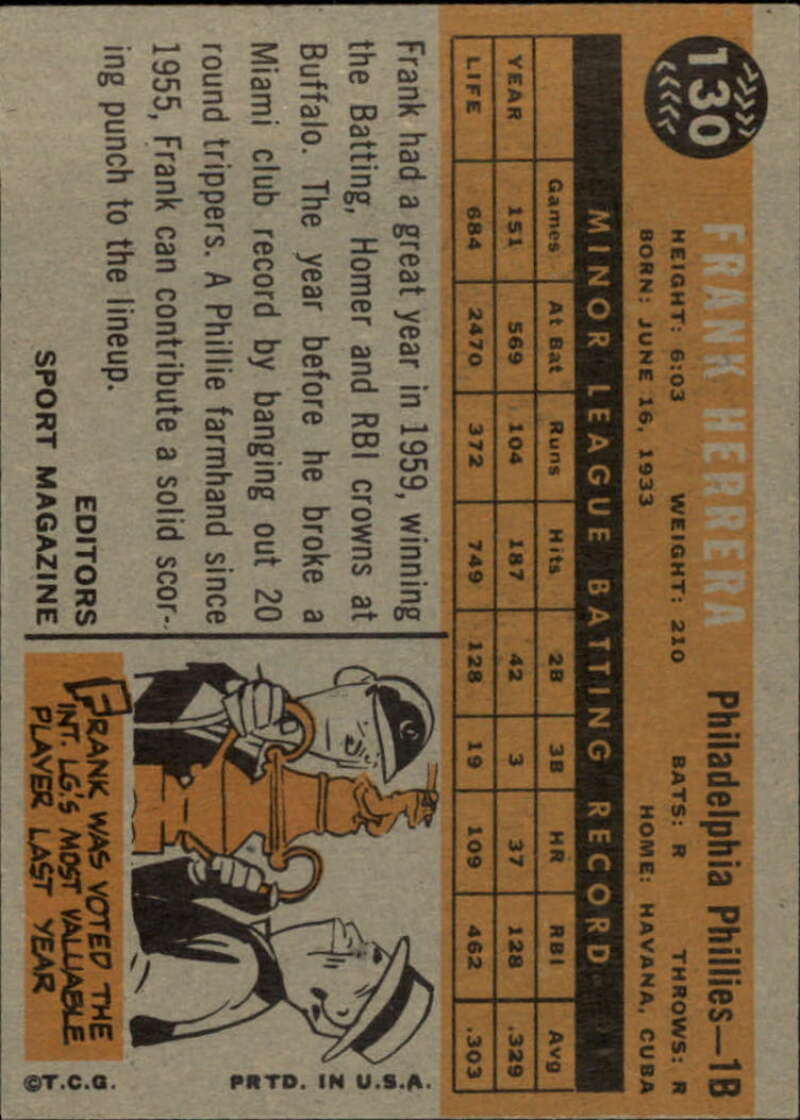 130
FRANK HERRERA Philadelphia Phillies—1B
HEIGHT: 6:03 WEIGHT: 210 BATS: R THROWS: R
BORN: JUNE 16, 1933 HOME: HAVANA, CUBA
MINOR LEAGUE BATTING RECORD
Games At Bat Runs Hits 2B 3B HR RBI Avg
YEAR 151 569 104 187 42 3 37 128 .329
LIFE 684 2470 372 749 128 19 109 462 .303
Frank had a great year in 1959, winning
the Batting, Homer and RBI crowns at
Buffalo. The year before he broke a
Miami club record by banging out 20
round trippers. A Phillie farmhand since
1955, Frank can contribute a solid scor-
ing punch to the lineup.
EDITORS
SPORT MAGAZINE
FRANK WAS VOTED THE
INT. LG'S MOST VALUABLE
PLAYER LAST YEAR
©T.C.G. PRTD. IN U.S.A.